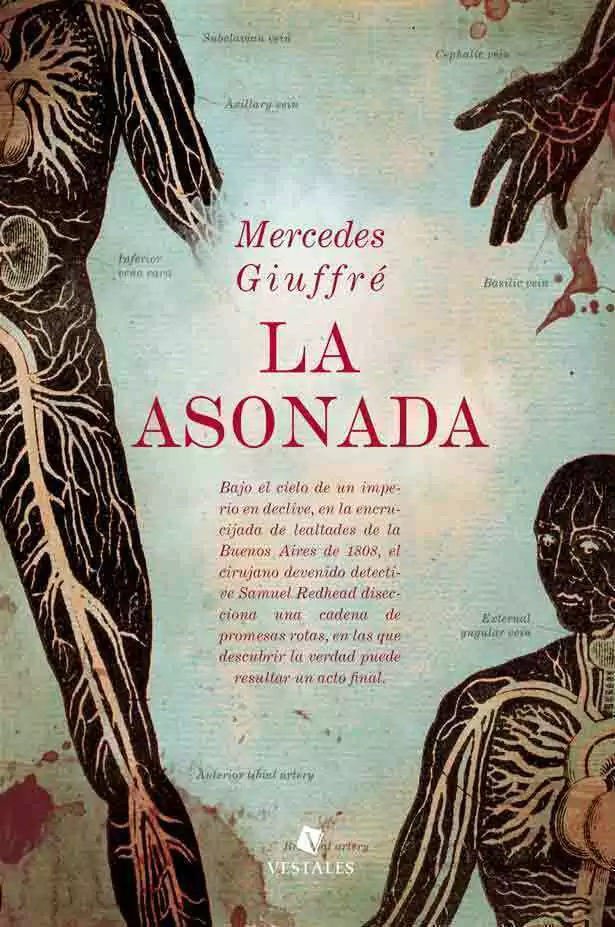 Subclavian vein
Cephalic vein
Axillary vein
Mercedes
Giuffré
Inferior
vena cava
Basilic vein
LA
ASONADA
Bajo el cielo de un impe-
rio en declive, en la encru-
cijada de lealtades de la
Buenos Aires de 1808, el
cirujano devenido detecti-
ve Samuel Redhead disec-
ciona una cadena de
promesas rotas, en las que
descubrir la verdad puede
resultar un acto final.
External
yugular vein
Anterior tibial artery
artery
V
VESTALES